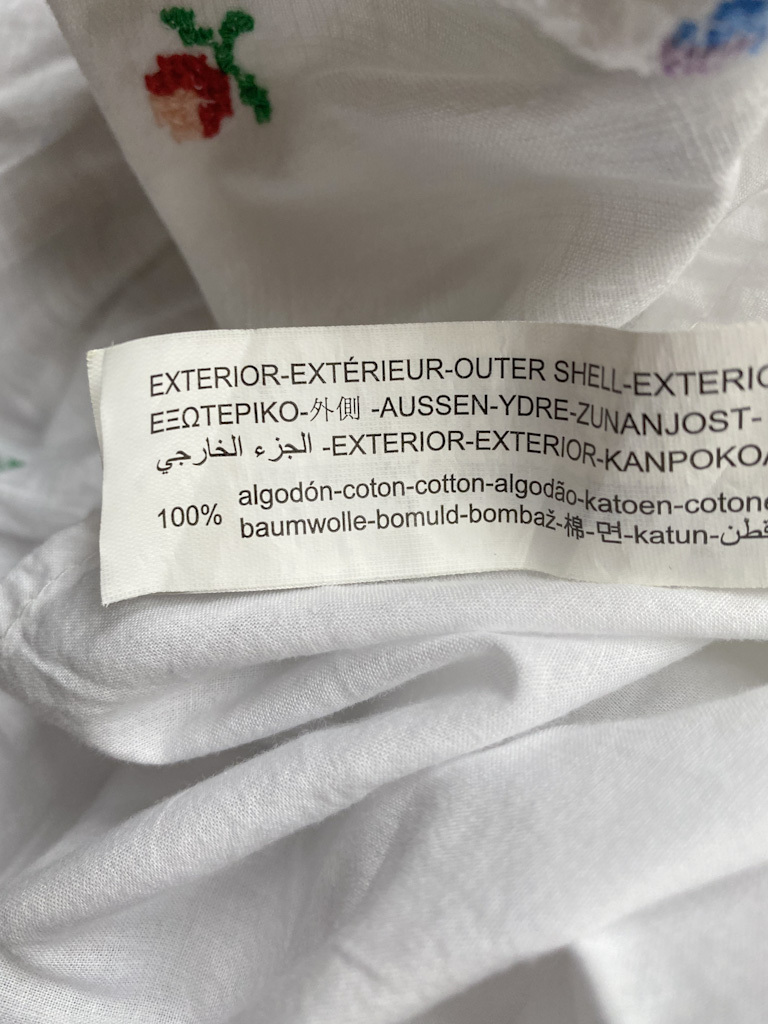 EXTERIOR-EXTÉRIEUR-OUTER SHELL-EXTERIO
ΕΞΩΤΕΡΙΚΟ-外側 -AUSSEN-YDRE-ZUNANJOST-
الجزء الخارجي -EXTERIOR-EXTERIOR-KANPOKOA
100% algodón-coton-cotton-algodão-katoen-cotone
baumwolle-bomuld-bombaž-棉-면-katun-قطن